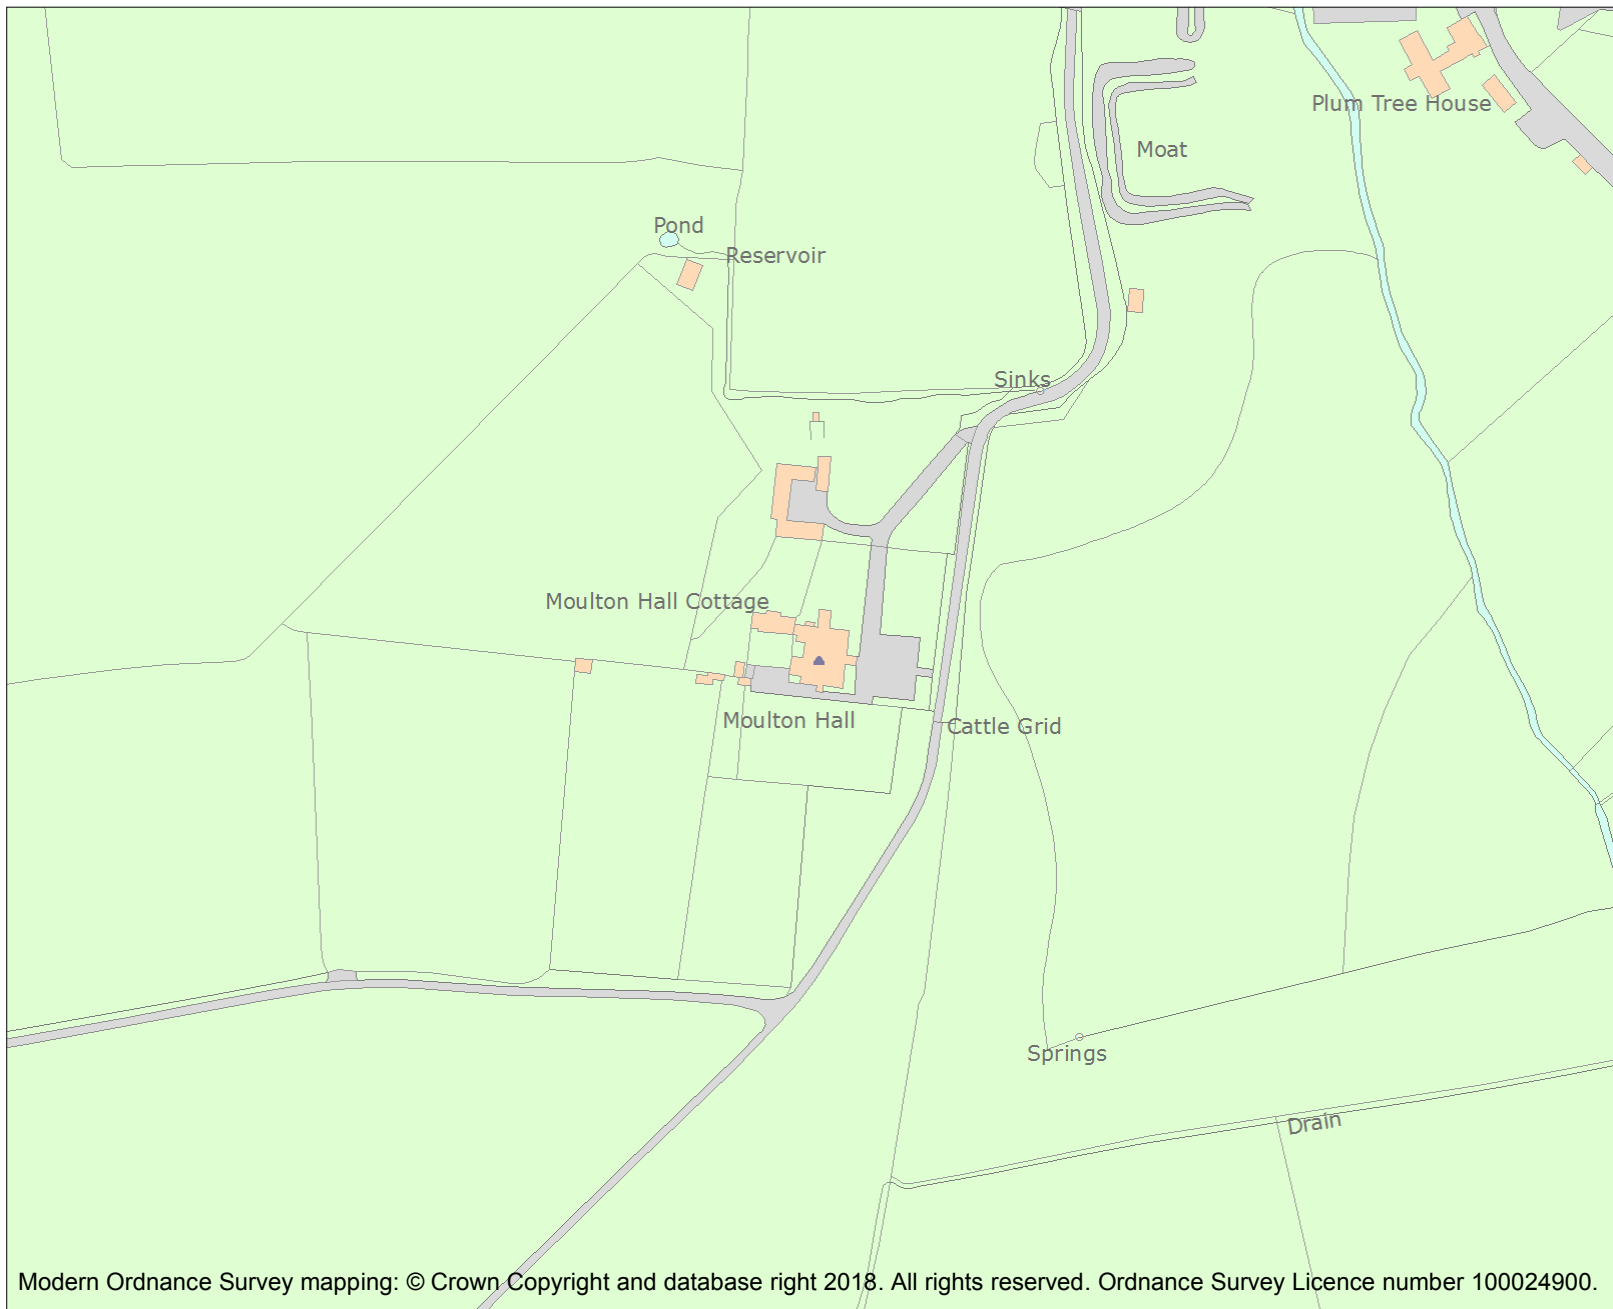 Plum Tree House
Moat
Pond
Reservoir
Sinks
Moulton Hall Cottage
Moulton Hall
Cattle Grid
Springs
Drain
Modern Ordnance Survey mapping: © Crown Copyright and database right 2018. All rights reserved. Ordnance Survey Licence number 100024900.